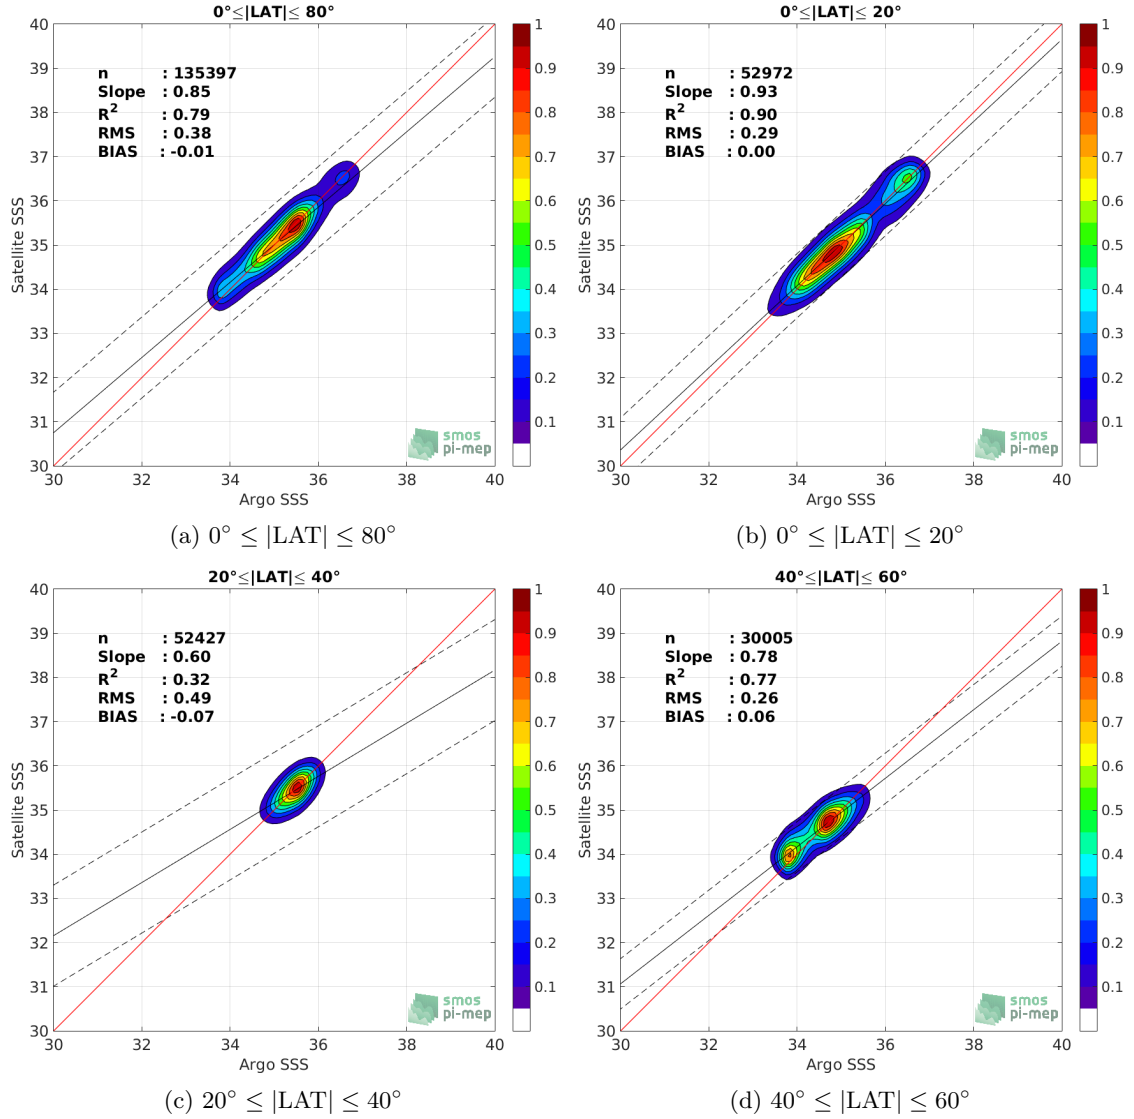 0°≤|LAT|≤ 80°
n : 135397
Slope : 0.85
R2 : 0.79
RMS : 0.38
BIAS : -0.01
Satellite SSS
40
39
38
37
36
35
34
33
32
31
30
30 32 34 36 38 40
Argo SSS
1
0.9
0.8
0.7
0.6
0.5
0.4
0.3
0.2
0.1
smos
pi-mep
(a) 0° ≤ |LAT| ≤ 80°
0°≤|LAT|≤ 20°
n : 52972
Slope : 0.93
R2 : 0.90
RMS : 0.29
BIAS : 0.00
Satellite SSS
40
39
38
37
36
35
34
33
32
31
30
30 32 34 36 38 40
Argo SSS
1
0.9
0.8
0.7
0.6
0.5
0.4
0.3
0.2
0.1
smos
pi-mep
(b) 0° ≤ |LAT| ≤ 20°
20°≤|LAT|≤ 40°
n : 52427
Slope : 0.60
R2 : 0.32
RMS : 0.49
BIAS : -0.07
Satellite SSS
40
39
38
37
36
35
34
33
32
31
30
30 32 34 36 38 40
Argo SSS
1
0.9
0.8
0.7
0.6
0.5
0.4
0.3
0.2
0.1
smos
pi-mep
(c) 20° ≤ |LAT| ≤ 40°
40°≤|LAT|≤ 60°
n : 30005
Slope : 0.78
R2 : 0.77
RMS : 0.26
BIAS : 0.06
Satellite SSS
40
39
38
37
36
35
34
33
32
31
30
30 32 34 36 38 40
Argo SSS
1
0.9
0.8
0.7
0.6
0.5
0.4
0.3
0.2
0.1
smos
pi-mep
(d) 40° ≤ |LAT| ≤ 60°